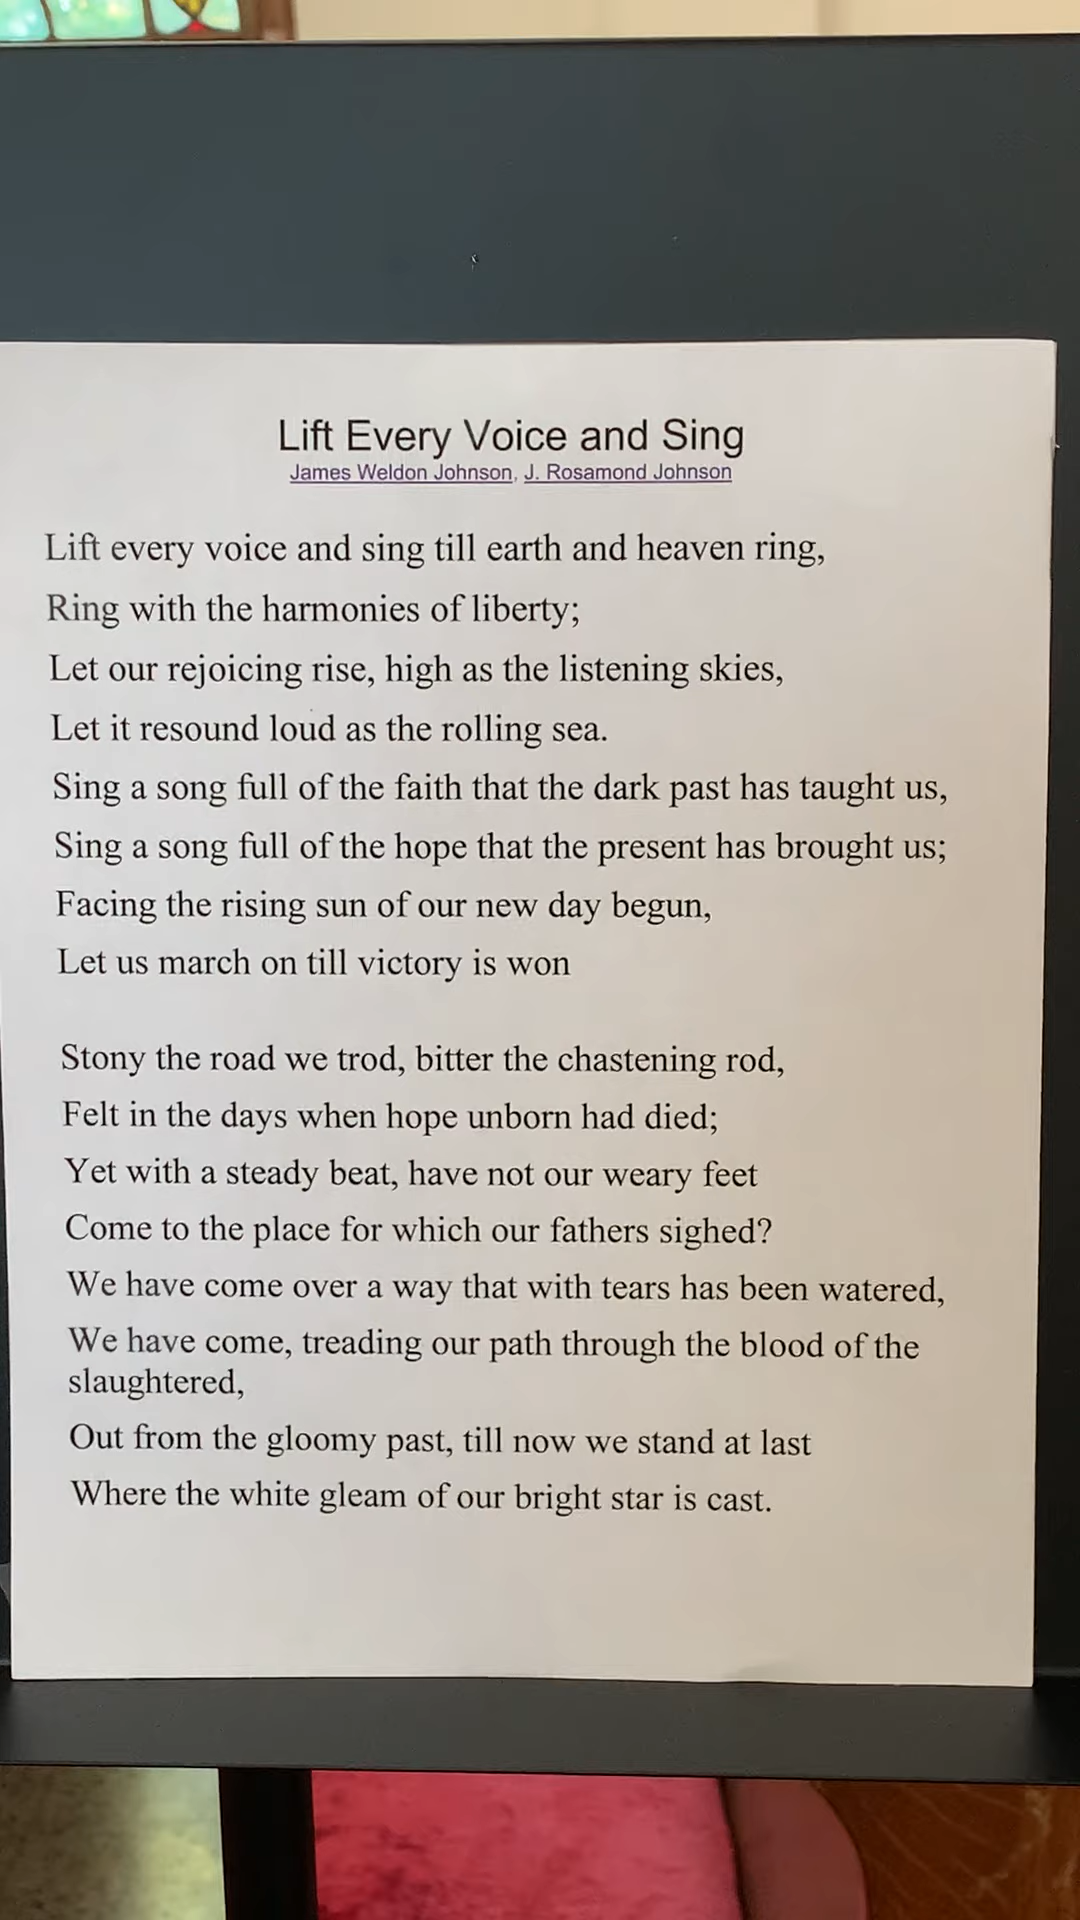 Lift Every Voice and Sing
James Weldon Johnson, J. Rosamond Johnson
Lift every voice and sing till earth and heaven ring,
Ring with the harmonies of liberty;
Let our rejoicing rise, high as the listening skies,
Let it resound loud as the rolling sea.
Sing a song full of the faith that the dark past has taught us,
Sing a song full of the hope that the present has brought us;
Facing the rising sun of our new day begun,
Let us march on till victory is won
Stony the road we trod, bitter the chastening rod,
Felt in the days when hope unborn had died;
Yet with a steady beat, have not our weary feet
Come to the place for which our fathers sighed?
We have come over a way that with tears has been watered,
We have come, treading our path through the blood of the
slaughtered,
Out from the gloomy past, till now we stand at last
Where the white gleam of our bright star is cast.